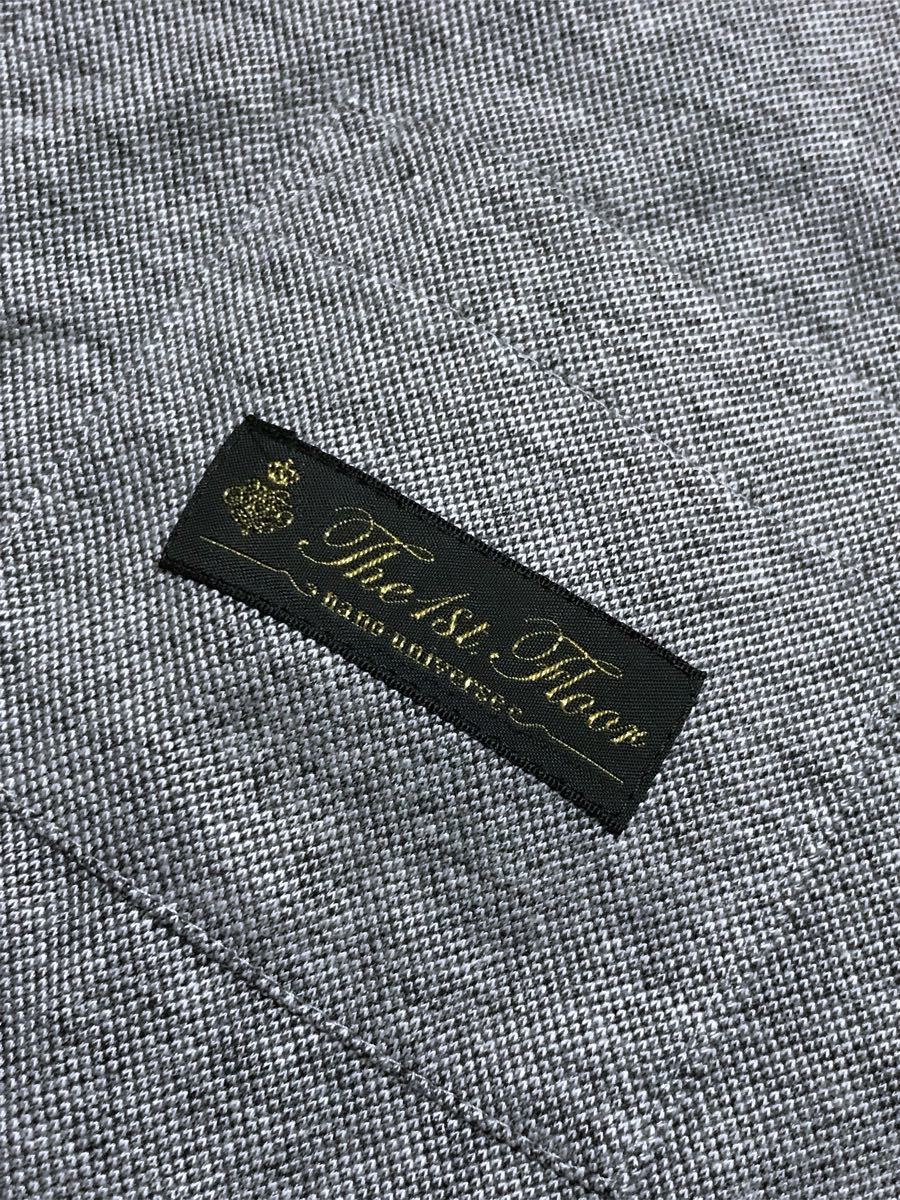 The 1st Floor
nano universe